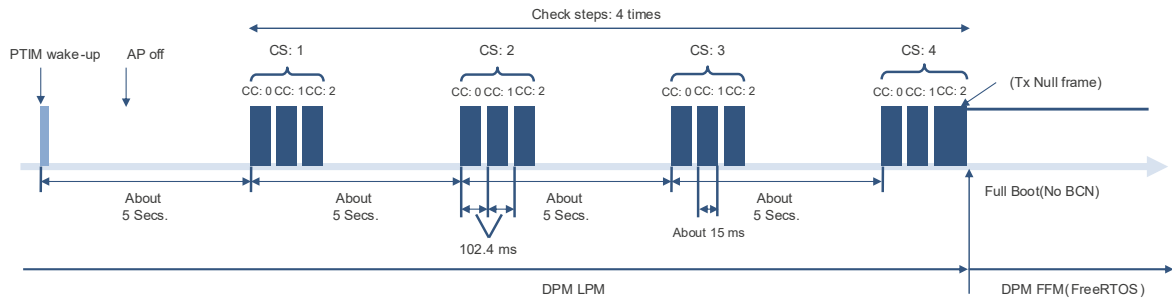 Check steps: 4 times
PTIM wake-up
AP off
CS: 1
CS: 2
CS: 3
CS: 4
CC: 0 CC: 1 CC: 2
CC: 0 CC: 1 CC: 2
CC: 0 CC: 1 CC: 2
CC: 0 CC: 1 CC: 2
(Tx Null frame)
About
5 Secs.
About
5 Secs.
About
5 Secs.
About
5 Secs.
Full Boot(No BCN)
102.4 ms
About 15 ms
DPM LPM
DPM FFM(FreeRTOS)